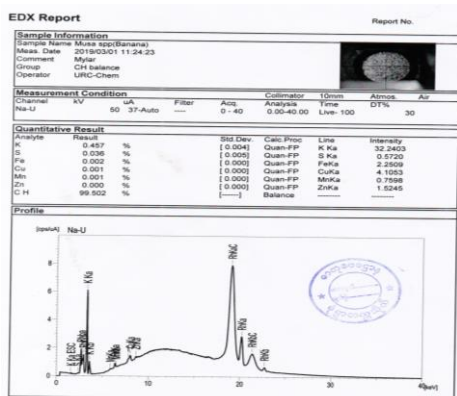 EDX Report
Report No.
Sample Information
Sample Name Musa spp(Banana)
Meas. Date 2019/03/01 11:24:23
Comment Mylar
Group CH balance
Operator URC-Chem
Measurement Condition
Collimator 10mm Atmos. Air
Channel kV uA Filter Acq. Analysis Time DT%
Na-U 50 37-Auto ---- 0 - 40 0.00-40.00 Live- 100 30
Quantitative Result
Analyte Result Std.Dev. Calc.Proc Line Intensity
K 0.457 % [ 0.004] Quan-FP K Ka 32.2403
S 0.036 % [ 0.005] Quan-FP S Ka 0.5720
Fe 0.002 % [ 0.000] Quan-FP FeKa 2.2509
Cu 0.001 % [ 0.000] Quan-FP CuKa 4.1053
Mn 0.001 % [ 0.000] Quan-FP MnKa 0.7598
Zn 0.000 % [ 0.000] Quan-FP ZnKa 1.5245
C H 99.502 % [-----] Balance -------- --------
Profile
[cps/uA] Na-U
8
6
4
2
0
K Ka
RhKaC
RhKa
RhKbC
0 10 20 30 40
[keV]